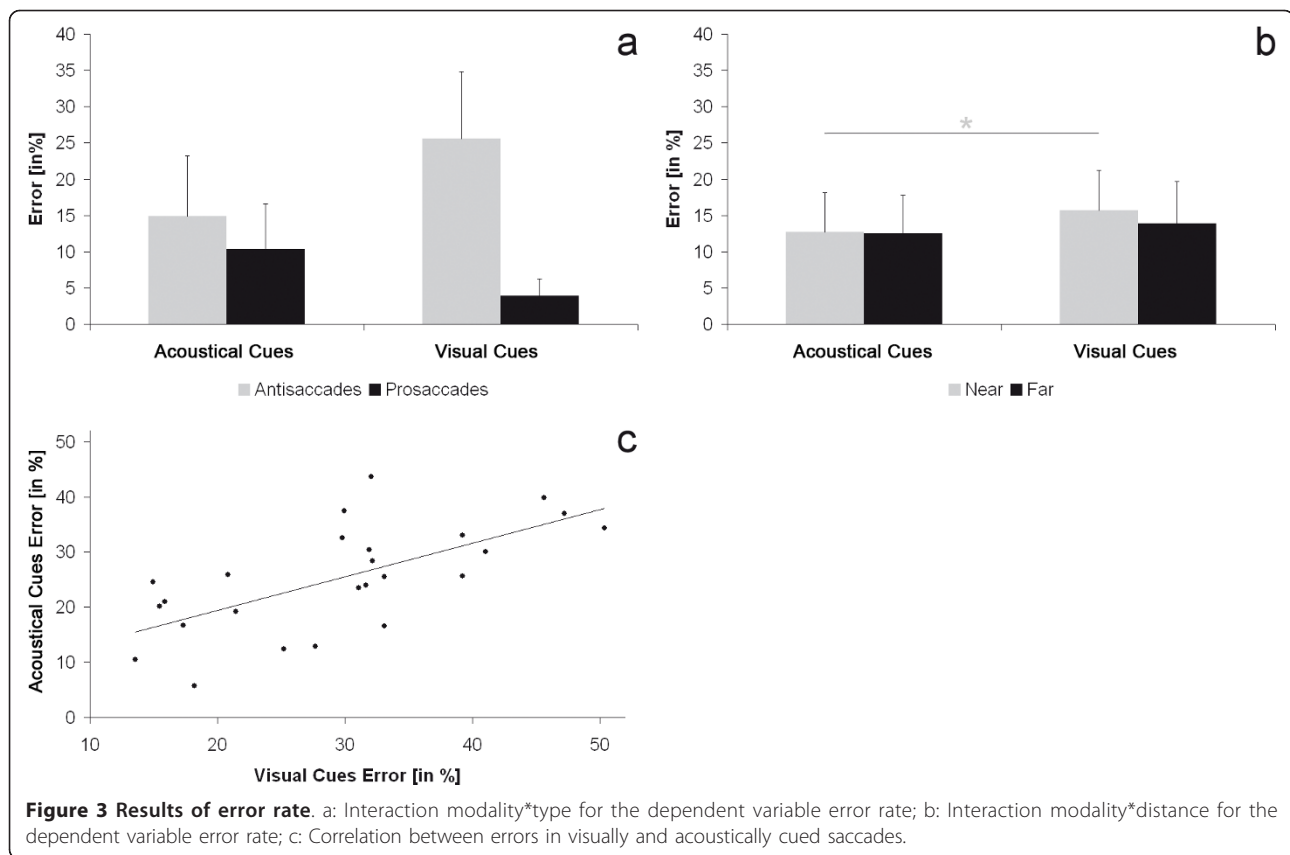 a
40
35
30
25
20
15
10
5
0
Error [in%]
Acoustical Cues Visual Cues
Antisaccades Prosaccades
b
40
35
30
25
20
15
10
5
0
Error [in %]
*
Acoustical Cues Visual Cues
Near Far
c
50
40
30
20
10
0
Acoustical Cues Error [in %]
10 20 30 40 50
Visual Cues Error [in %]
Figure 3 Results of error rate. a: Interaction modality*type for the dependent variable error rate; b: Interaction modality*distance for the
dependent variable error rate; c: Correlation between errors in visually and acoustically cued saccades.